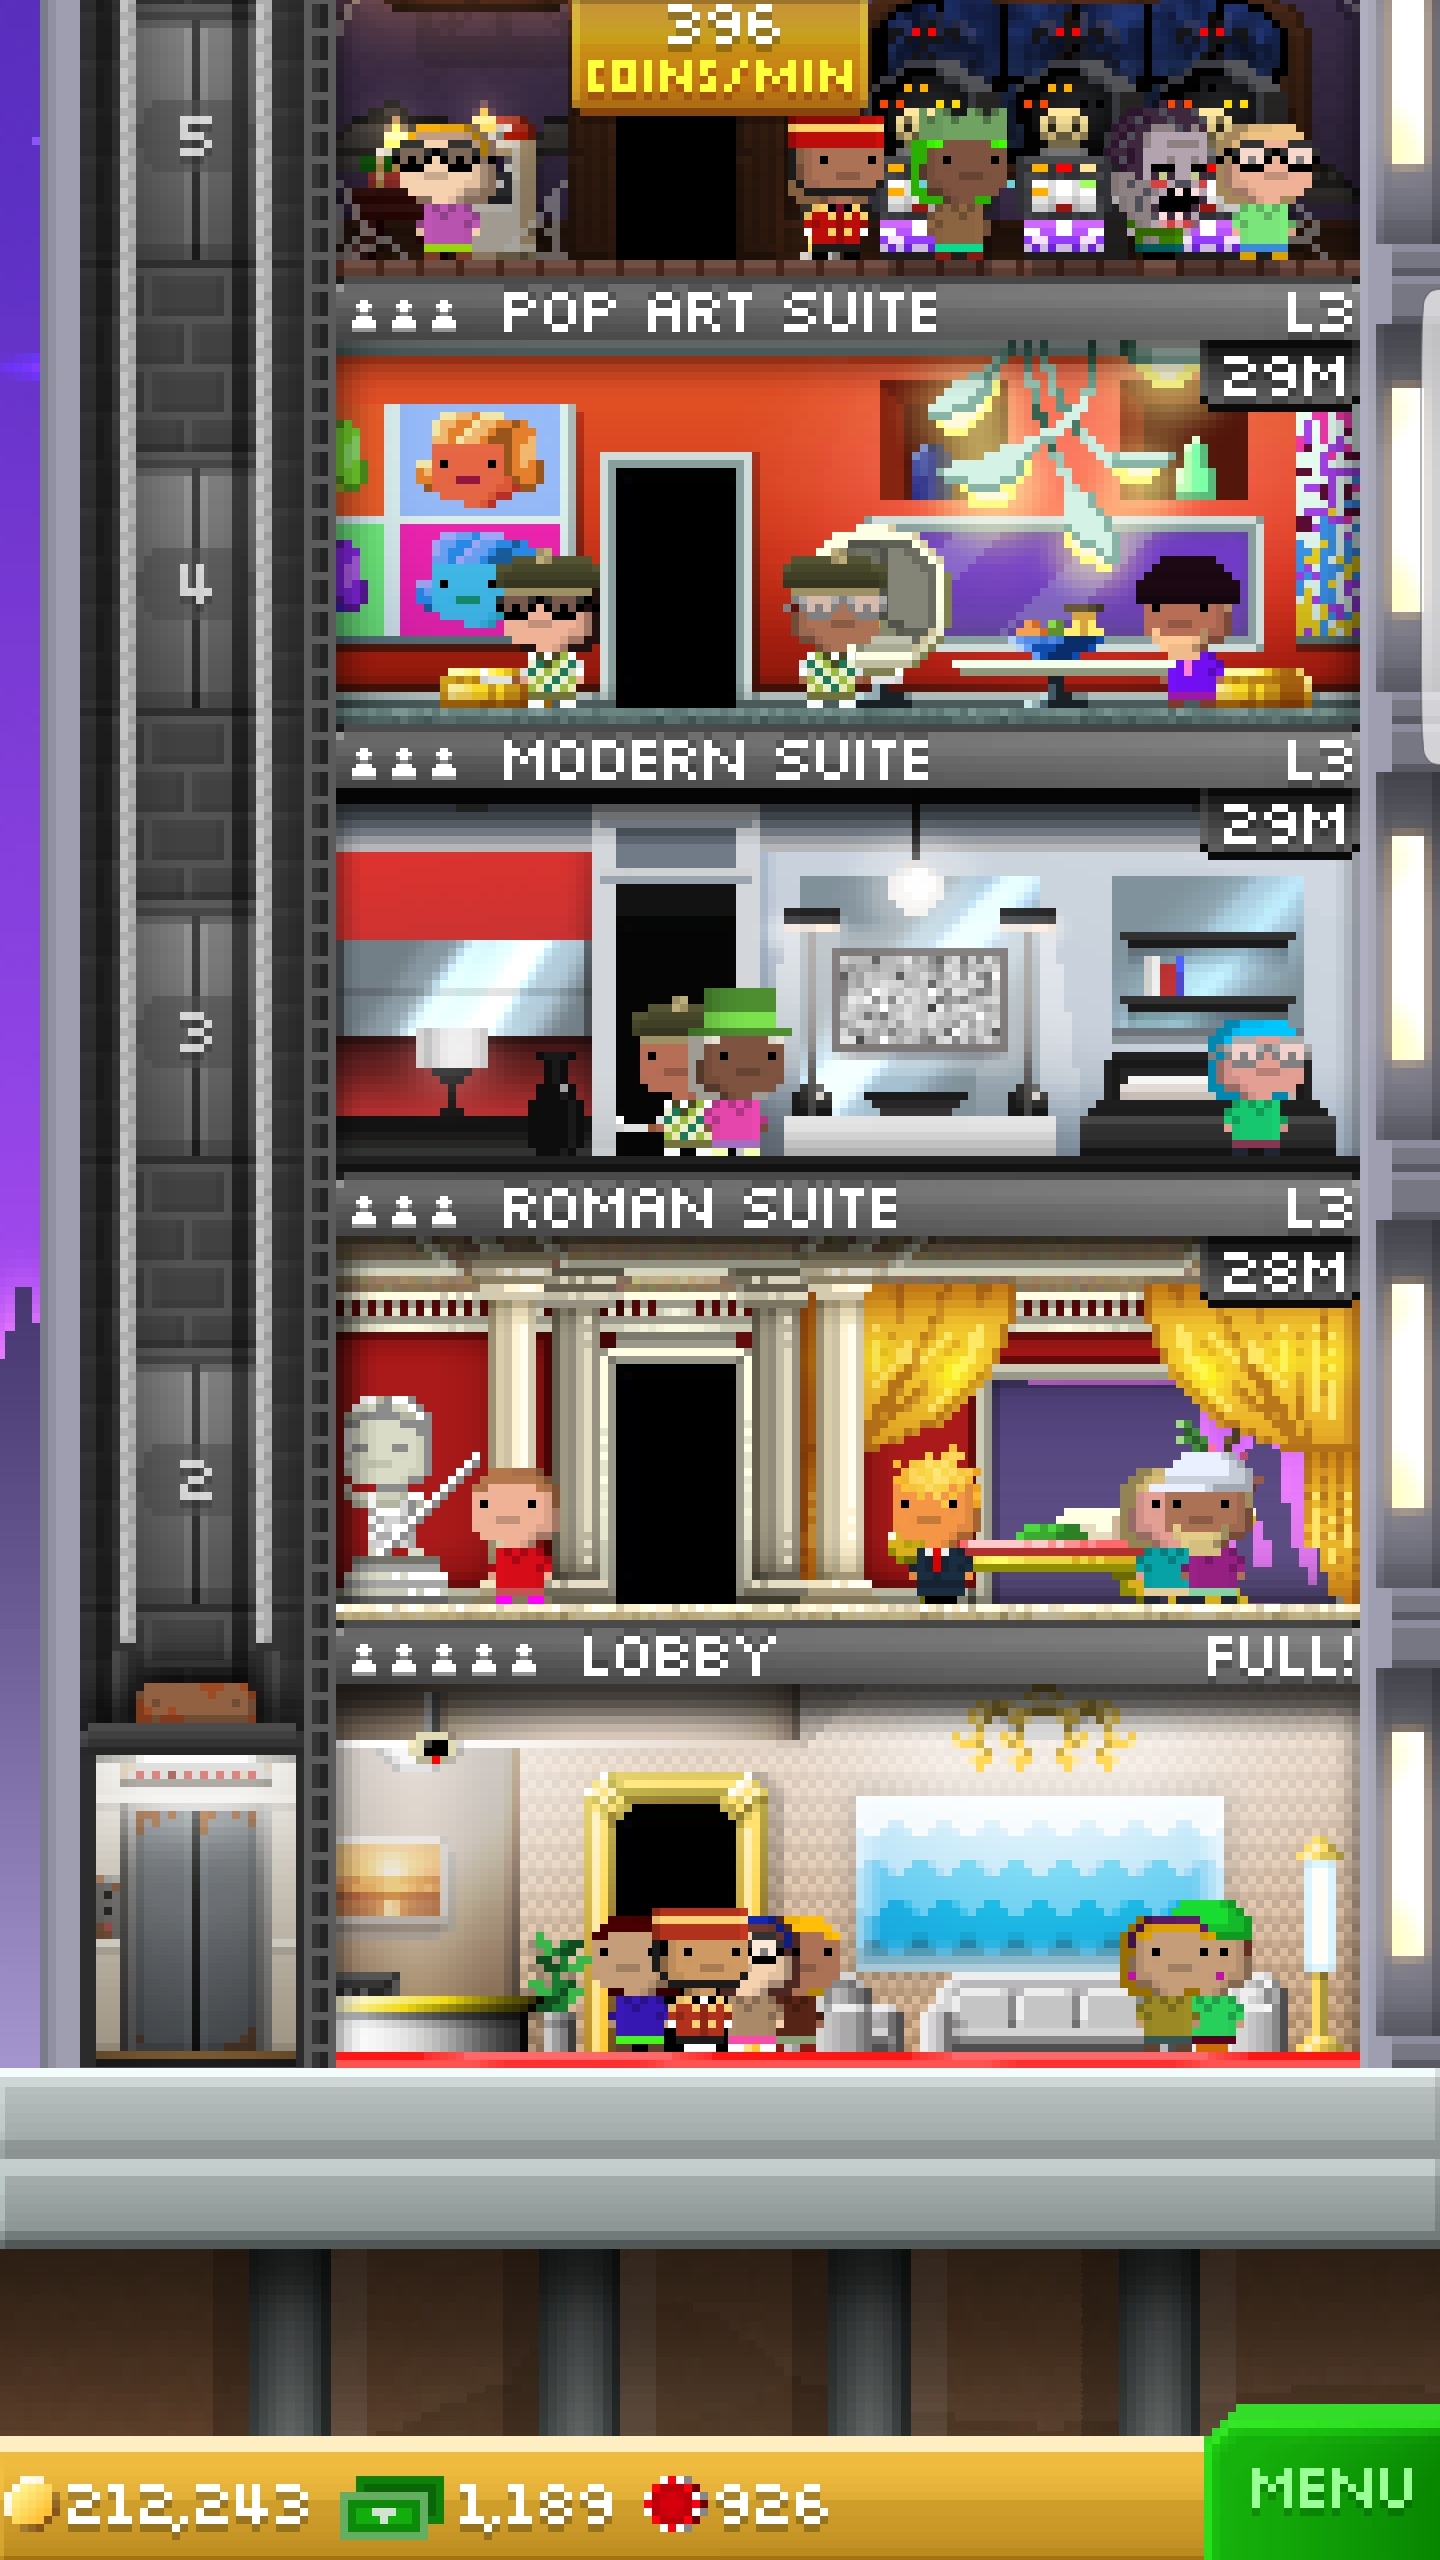 396
COINS/MIN
5
POP ART SUITE L3
29M
4
MODERN SUITE L3
29M
3
ROMAN SUITE L3
28M
2
LOBBY FULL!
212,243 1,189 926
MENU